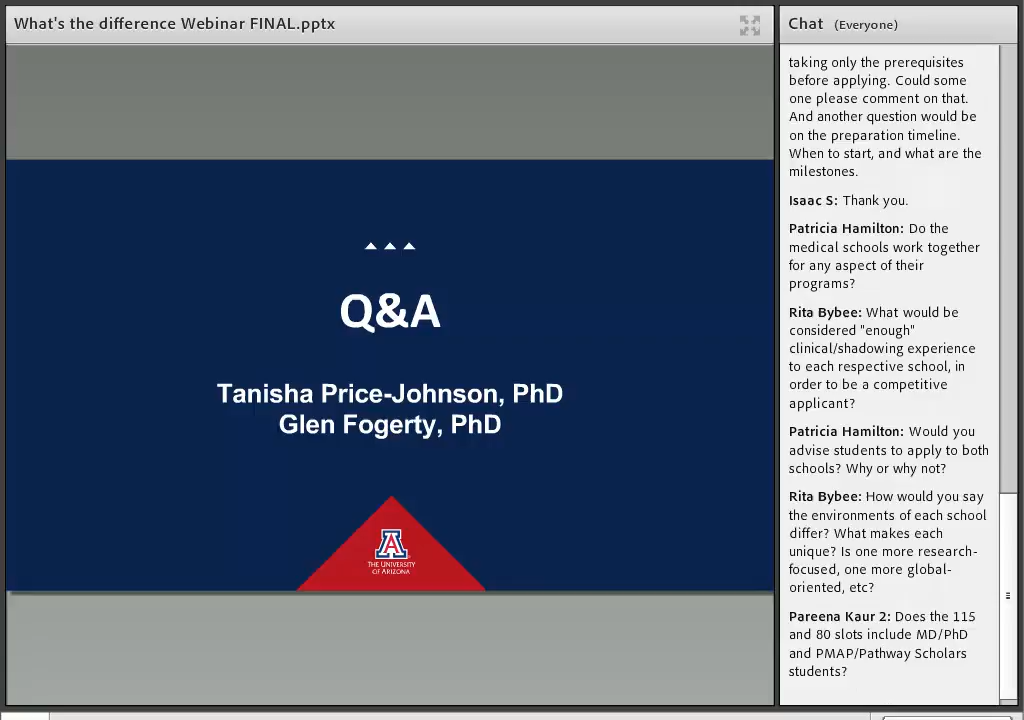 What's the difference Webinar FINAL.pptx
Q&A
Tanisha Price-Johnson, PhD
Glen Fogerty, PhD
A
THE UNIVERSITY
OF ARIZONA
Chat (Everyone)
taking only the prerequisites
before applying. Could some
one please comment on that.
And another question would be
on the preparation timeline.
When to start, and what are the
milestones.
Isaac S: Thank you.
Patricia Hamilton: Do the
medical schools work together
for any aspect of their
programs?
Rita Bybee: What would be
considered "enough"
clinical/shadowing experience
to each respective school, in
order to be a competitive
applicant?
Patricia Hamilton: Would you
advise students to apply to both
schools? Why or why not?
Rita Bybee: How would you say
the environments of each school
differ? What makes each
unique? Is one more research-
focused, one more global-
oriented, etc?
Pareena Kaur 2: Does the 115
and 80 slots include MD/PhD
and PMAP/Pathway Scholars
students?